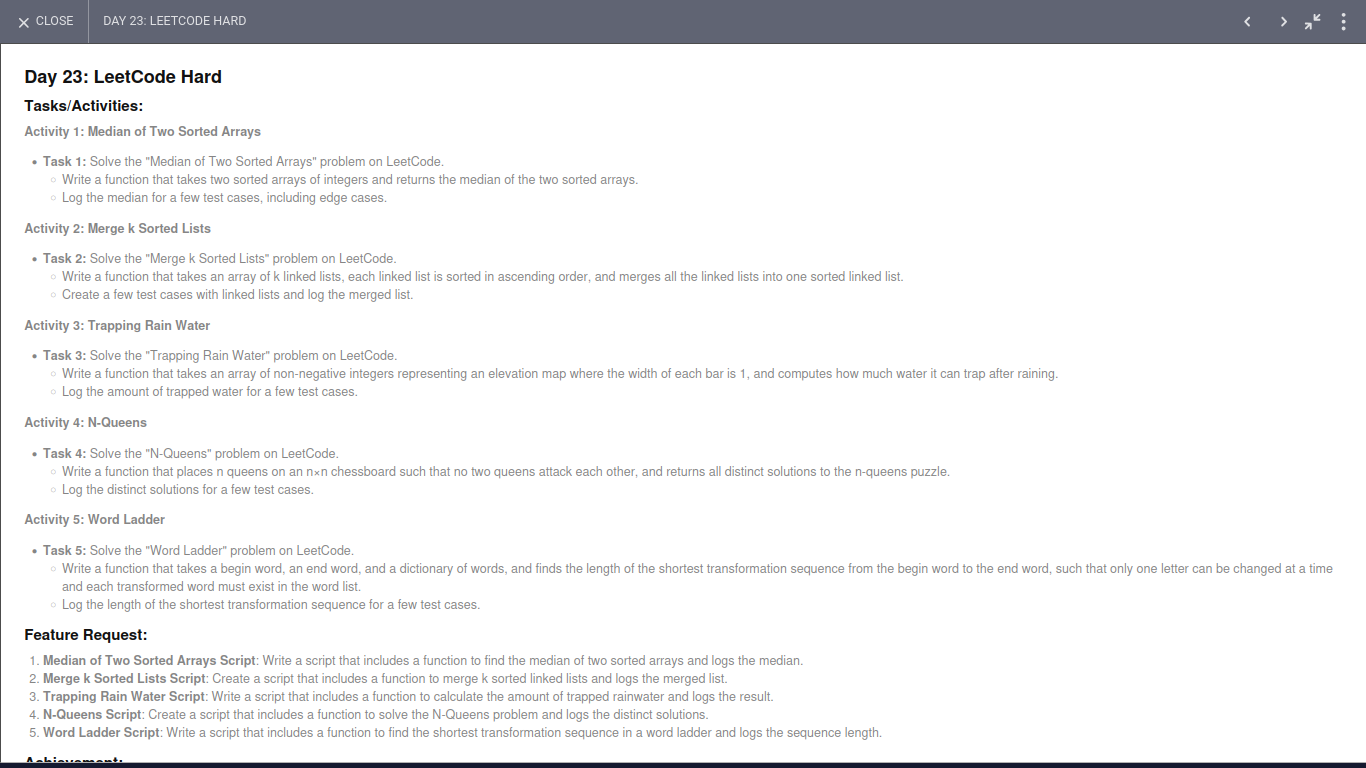 CLOSE DAY 23: LEETCODE HARD
Day 23: LeetCode Hard
Tasks/Activities:
Activity 1: Median of Two Sorted Arrays
• Task 1: Solve the "Median of Two Sorted Arrays" problem on LeetCode.
○ Write a function that takes two sorted arrays of integers and returns the median of the two sorted arrays.
○ Log the median for a few test cases, including edge cases.
Activity 2: Merge k Sorted Lists
• Task 2: Solve the "Merge k Sorted Lists" problem on LeetCode.
○ Write a function that takes an array of k linked lists, each linked list is sorted in ascending order, and merges all the linked lists into one sorted linked list.
○ Create a few test cases with linked lists and log the merged list.
Activity 3: Trapping Rain Water
• Task 3: Solve the "Trapping Rain Water" problem on LeetCode.
○ Write a function that takes an array of non-negative integers representing an elevation map where the width of each bar is 1, and computes how much water it can trap after raining.
○ Log the amount of trapped water for a few test cases.
Activity 4: N-Queens
• Task 4: Solve the "N-Queens" problem on LeetCode.
○ Write a function that places n queens on an n×n chessboard such that no two queens attack each other, and returns all distinct solutions to the n-queens puzzle.
○ Log the distinct solutions for a few test cases.
Activity 5: Word Ladder
• Task 5: Solve the "Word Ladder" problem on LeetCode.
○ Write a function that takes a begin word, an end word, and a dictionary of words, and finds the length of the shortest transformation sequence from the begin word to the end word, such that only one letter can be changed at a time
and each transformed word must exist in the word list.
○ Log the length of the shortest transformation sequence for a few test cases.
Feature Request:
1. Median of Two Sorted Arrays Script: Write a script that includes a function to find the median of two sorted arrays and logs the median.
2. Merge k Sorted Lists Script: Create a script that includes a function to merge k sorted linked lists and logs the merged list.
3. Trapping Rain Water Script: Write a script that includes a function to calculate the amount of trapped rainwater and logs the result.
4. N-Queens Script: Create a script that includes a function to solve the N-Queens problem and logs the distinct solutions.
5. Word Ladder Script: Write a script that includes a function to find the shortest transformation sequence in a word ladder and logs the sequence length.
Achievement: